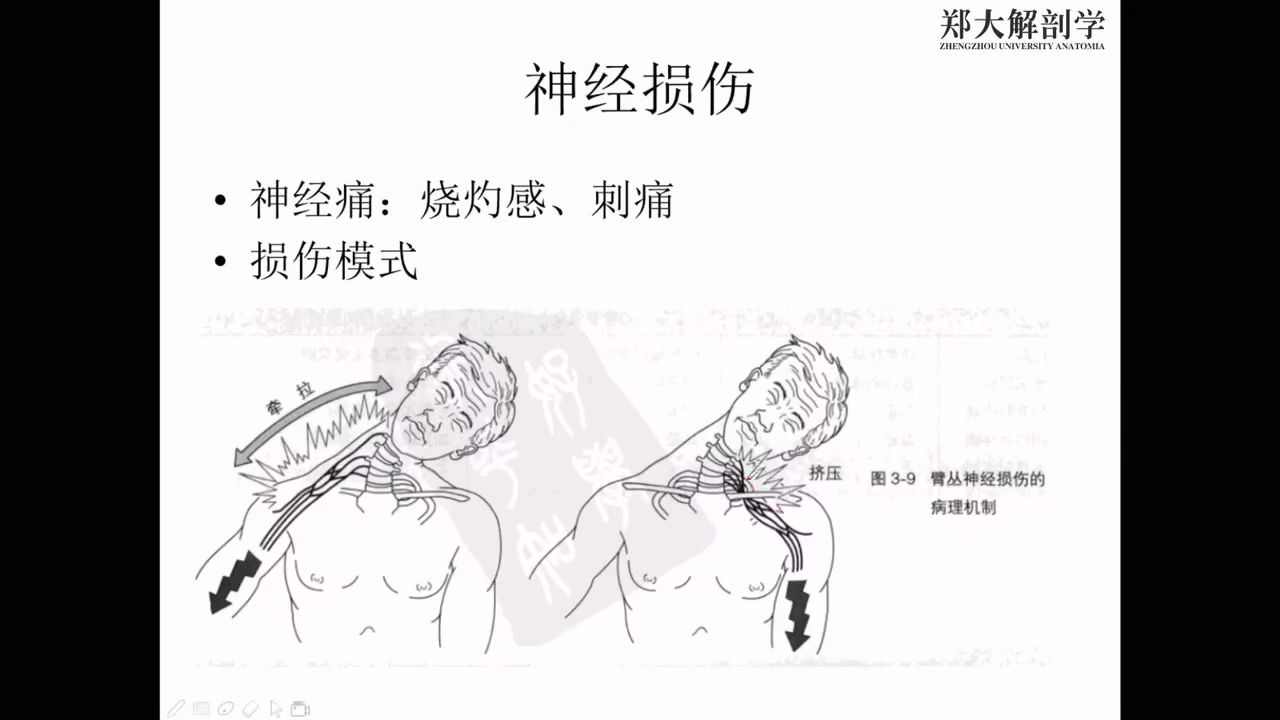 郑大解剖学
ZHENGZHOU UNIVERSITY ANATOMIA
神经损伤
• 神经痛：烧灼感、刺痛
• 损伤模式
牵拉
挤压
图 3-9 臂丛神经损伤的
病理机制